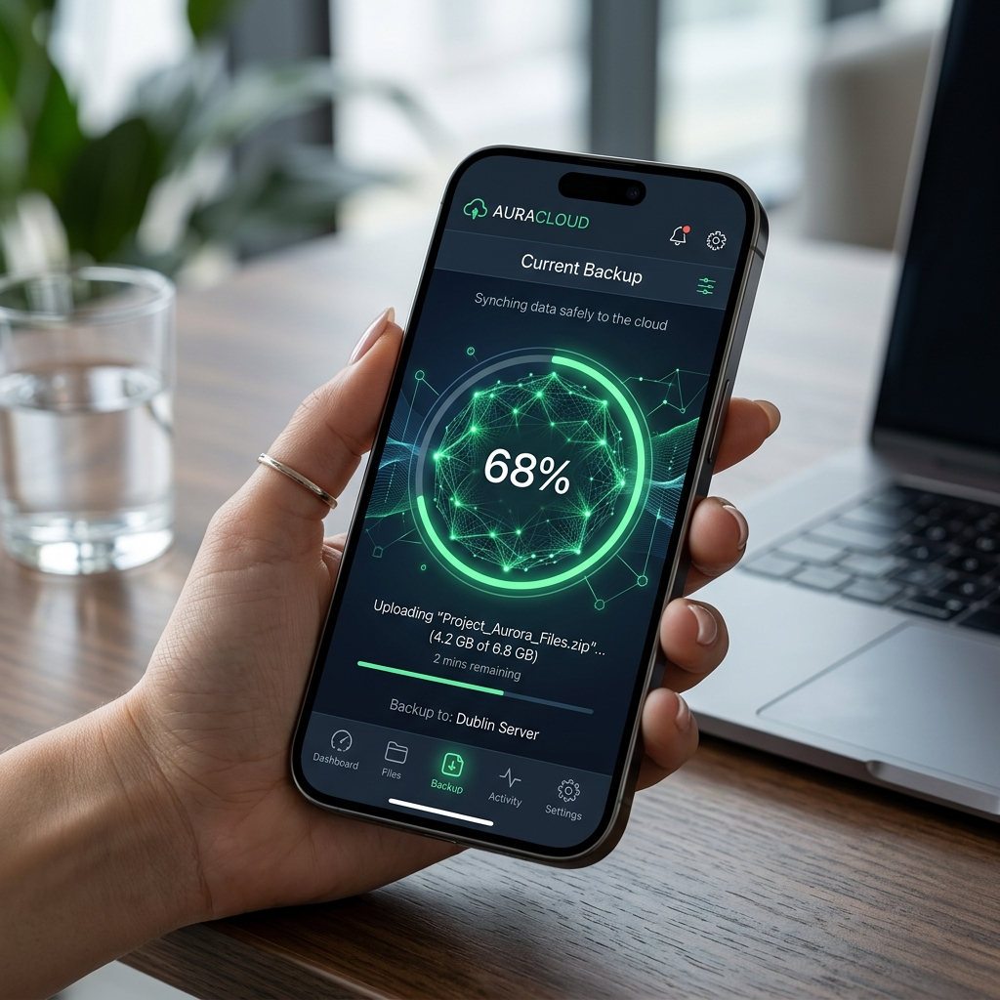 AURACLOUD
Current Backup
Synching data safely to the cloud
68%
Uploading "Project_Aurora_Files.zip"...
(4.2 GB of 6.8 GB)
2 mins remaining
Backup to: Dublin Server
Dashboard
Files
Backup
Activity
Settings